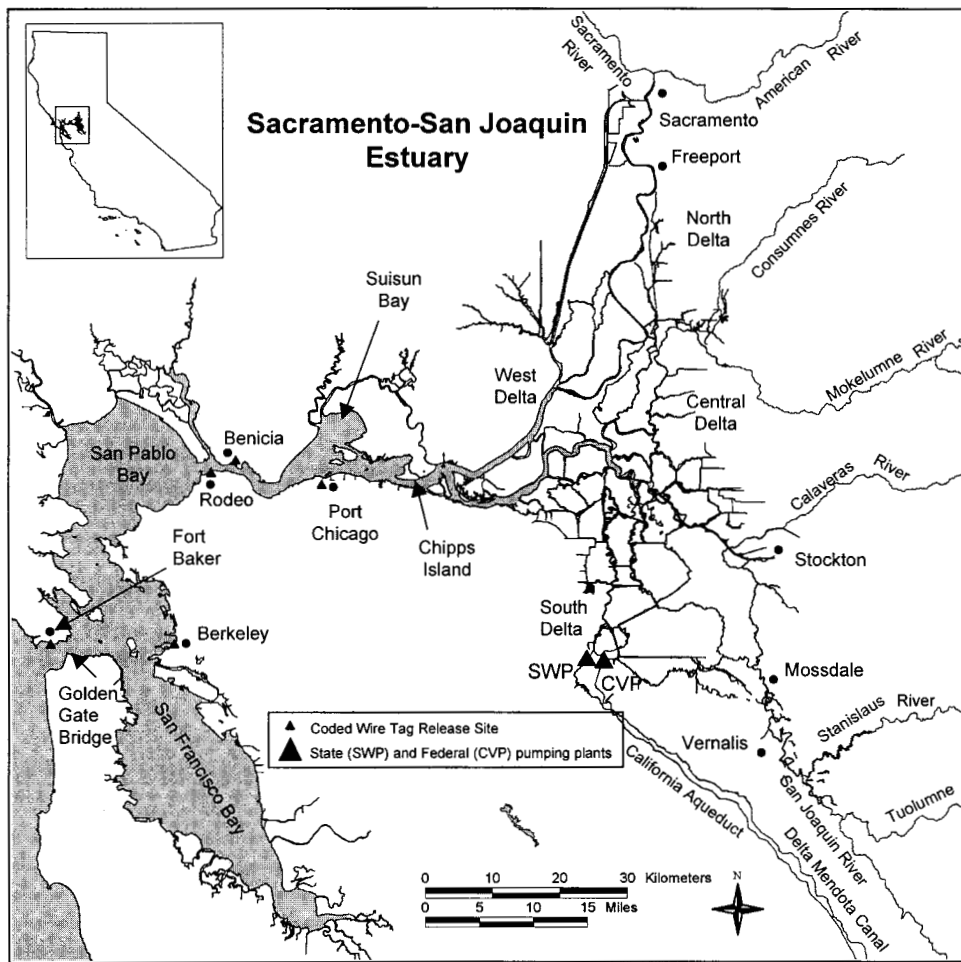 Sacramento-San Joaquin
Estuary
Sacramento
River
American River
Sacramento
Freeport
North
Delta
Consumnes River
Suisun
Bay
West
Delta
Mokelumne River
Central
Delta
Benicia
San Pablo
Bay
Rodeo
Calaveras River
Port
Chicago
Fort
Baker
Chipps
Island
Stockton
South
Delta
Berkeley
SWP
CVP
Mossdale
Golden
Gate
Bridge
San Francisco Bay
Coded Wire Tag Release Site
State (SWP) and Federal (CVP) pumping plants
Stanislaus River
Vernalis
California Aqueduct
San Joaquin River
Tuolumne
Delta Mendota Canal
0 10 20 30 Kilometers
0 5 10 15 Miles
N